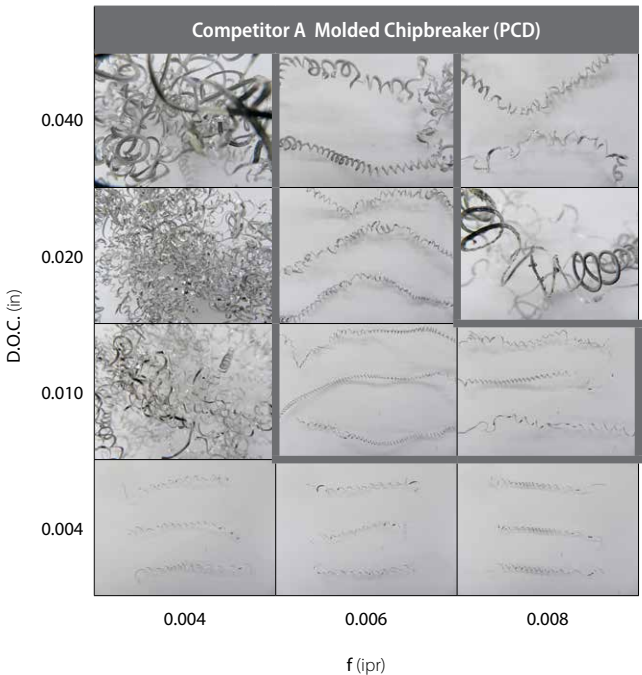 Competitor A Molded Chipbreaker (PCD)
0.040
0.020
0.010
0.004
D.O.C. (in)
0.004 0.006 0.008
f (ipr)